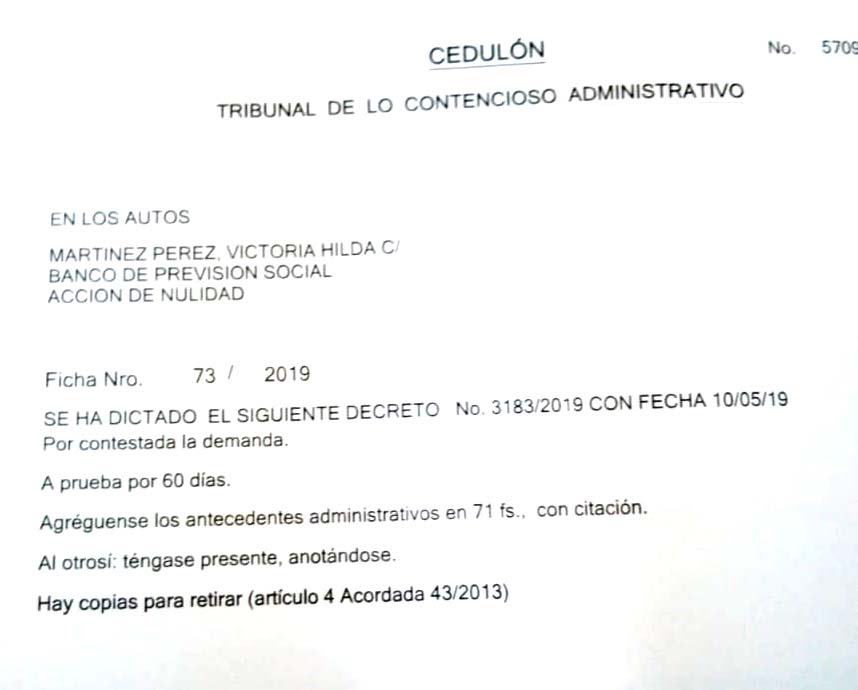 CEDULÓN
No. 5709
TRIBUNAL DE LO CONTENCIOSO ADMINISTRATIVO
EN LOS AUTOS
MARTINEZ PEREZ, VICTORIA HILDA C/
BANCO DE PREVISION SOCIAL
ACCION DE NULIDAD
Ficha Nro. 73 / 2019
SE HA DICTADO EL SIGUIENTE DECRETO No. 3183/2019 CON FECHA 10/05/19
Por contestada la demanda.
A prueba por 60 días.
Agréguense los antecedentes administrativos en 71 fs., con citación.
Al otrosí: téngase presente, anotándose.
Hay copias para retirar (artículo 4 Acordada 43/2013)